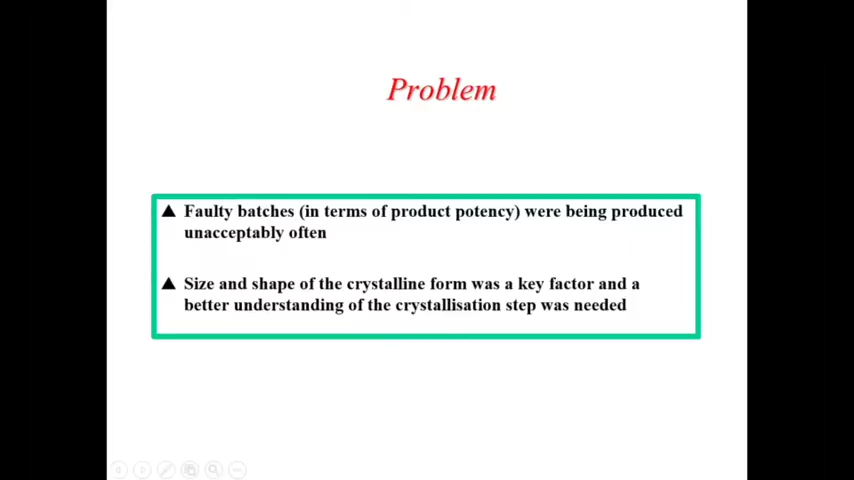 Problem
▲ Faulty batches (in terms of product potency) were being produced
unacceptably often
▲ Size and shape of the crystalline form was a key factor and a
better understanding of the crystallisation step was needed